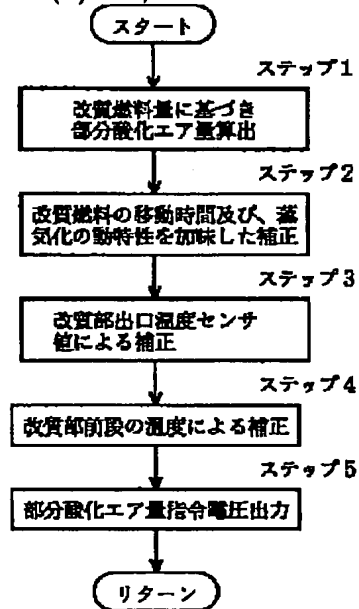 スタート
ステップ1
改質燃料量に基づき
部分酸化エア量算出
ステップ2
改質燃料の移動時間及び、蒸
気化の動特性を加味した補正
ステップ3
改質部出口温度センサ
値による補正
ステップ4
改質部前段の温度による補正
ステップ5
部分酸化エア量指令電圧出力
リターン